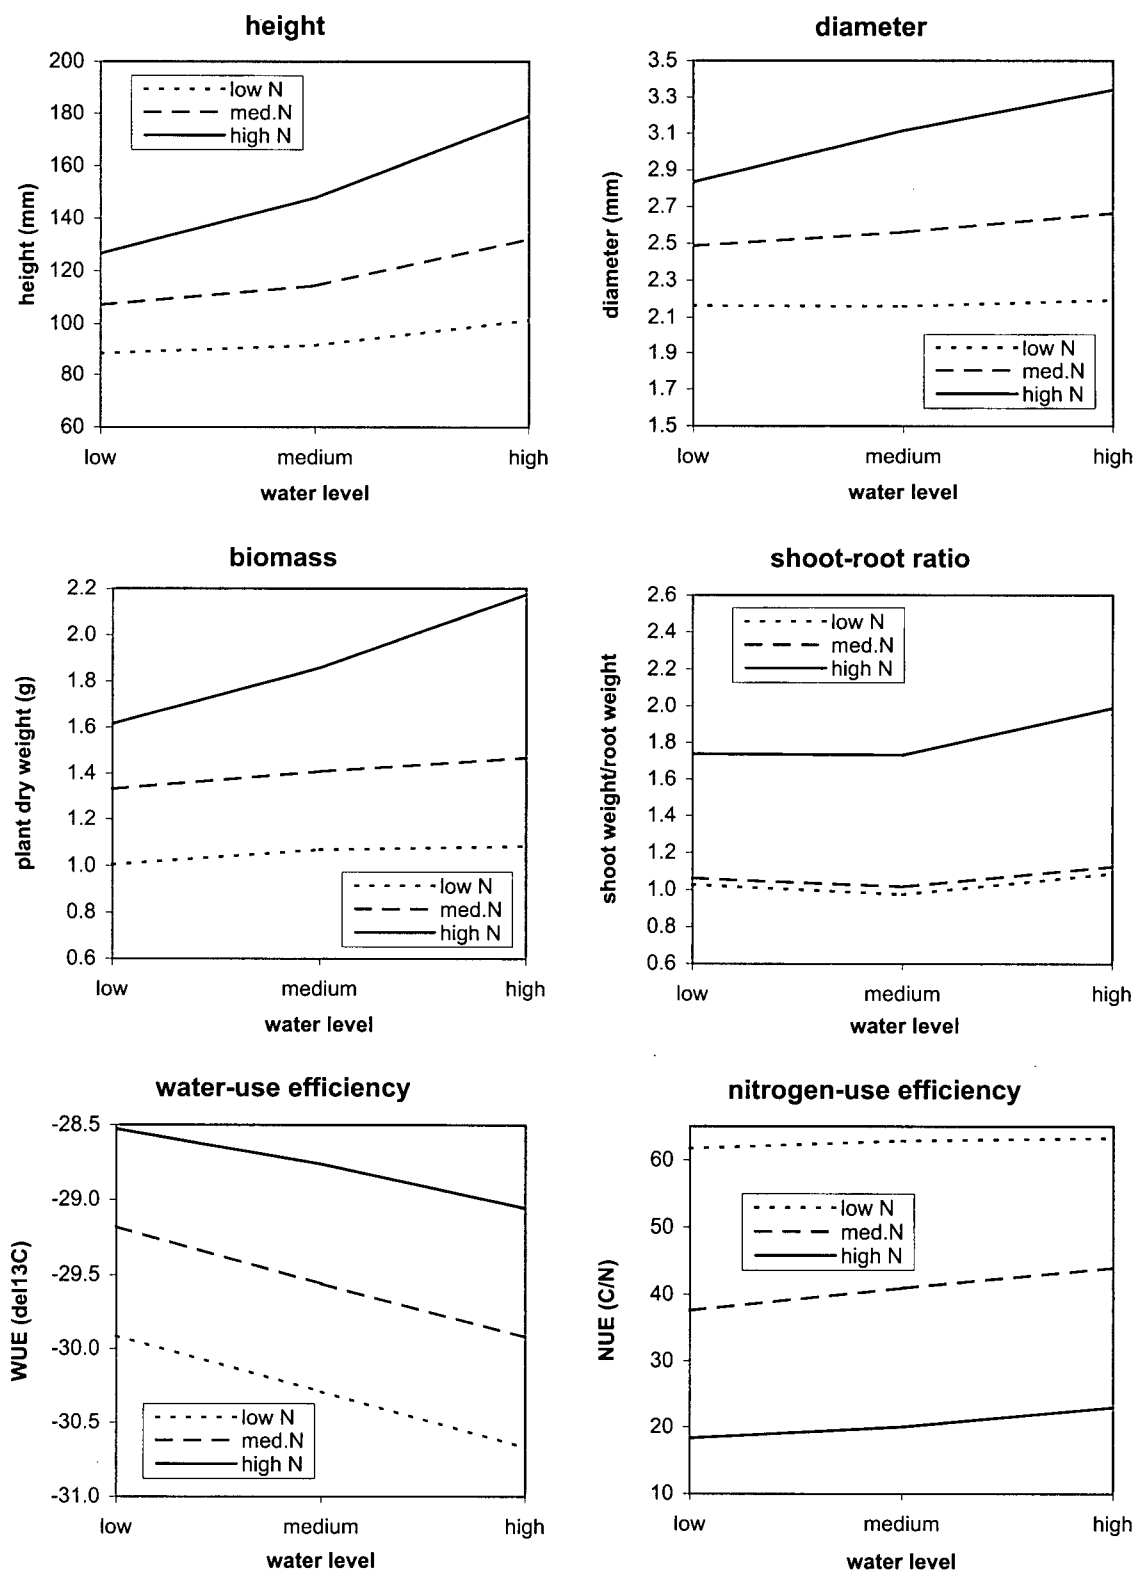 height
height (mm)
200
180
160
140
120
100
80
60
low N
med.N
high N
low
medium
high
water level
diameter
diameter (mm)
3.5
3.3
3.1
2.9
2.7
2.5
2.3
2.1
1.9
1.7
1.5
low N
med.N
high N
low
medium
high
water level
biomass
plant dry weight (g)
2.2
2.0
1.8
1.6
1.4
1.2
1.0
0.8
0.6
low N
med.N
high N
low
medium
high
water level
shoot-root ratio
shoot weight/root weight
2.6
2.4
2.2
2.0
1.8
1.6
1.4
1.2
1.0
0.8
0.6
low N
med.N
high N
low
medium
high
water level
water-use efficiency
WUE (del13C)
-28.5
-29.0
-29.5
-30.0
-30.5
-31.0
low N
med.N
high N
low
medium
high
water level
nitrogen-use efficiency
NUE (C/N)
60
50
40
30
20
10
low N
med.N
high N
low
medium
high
water level